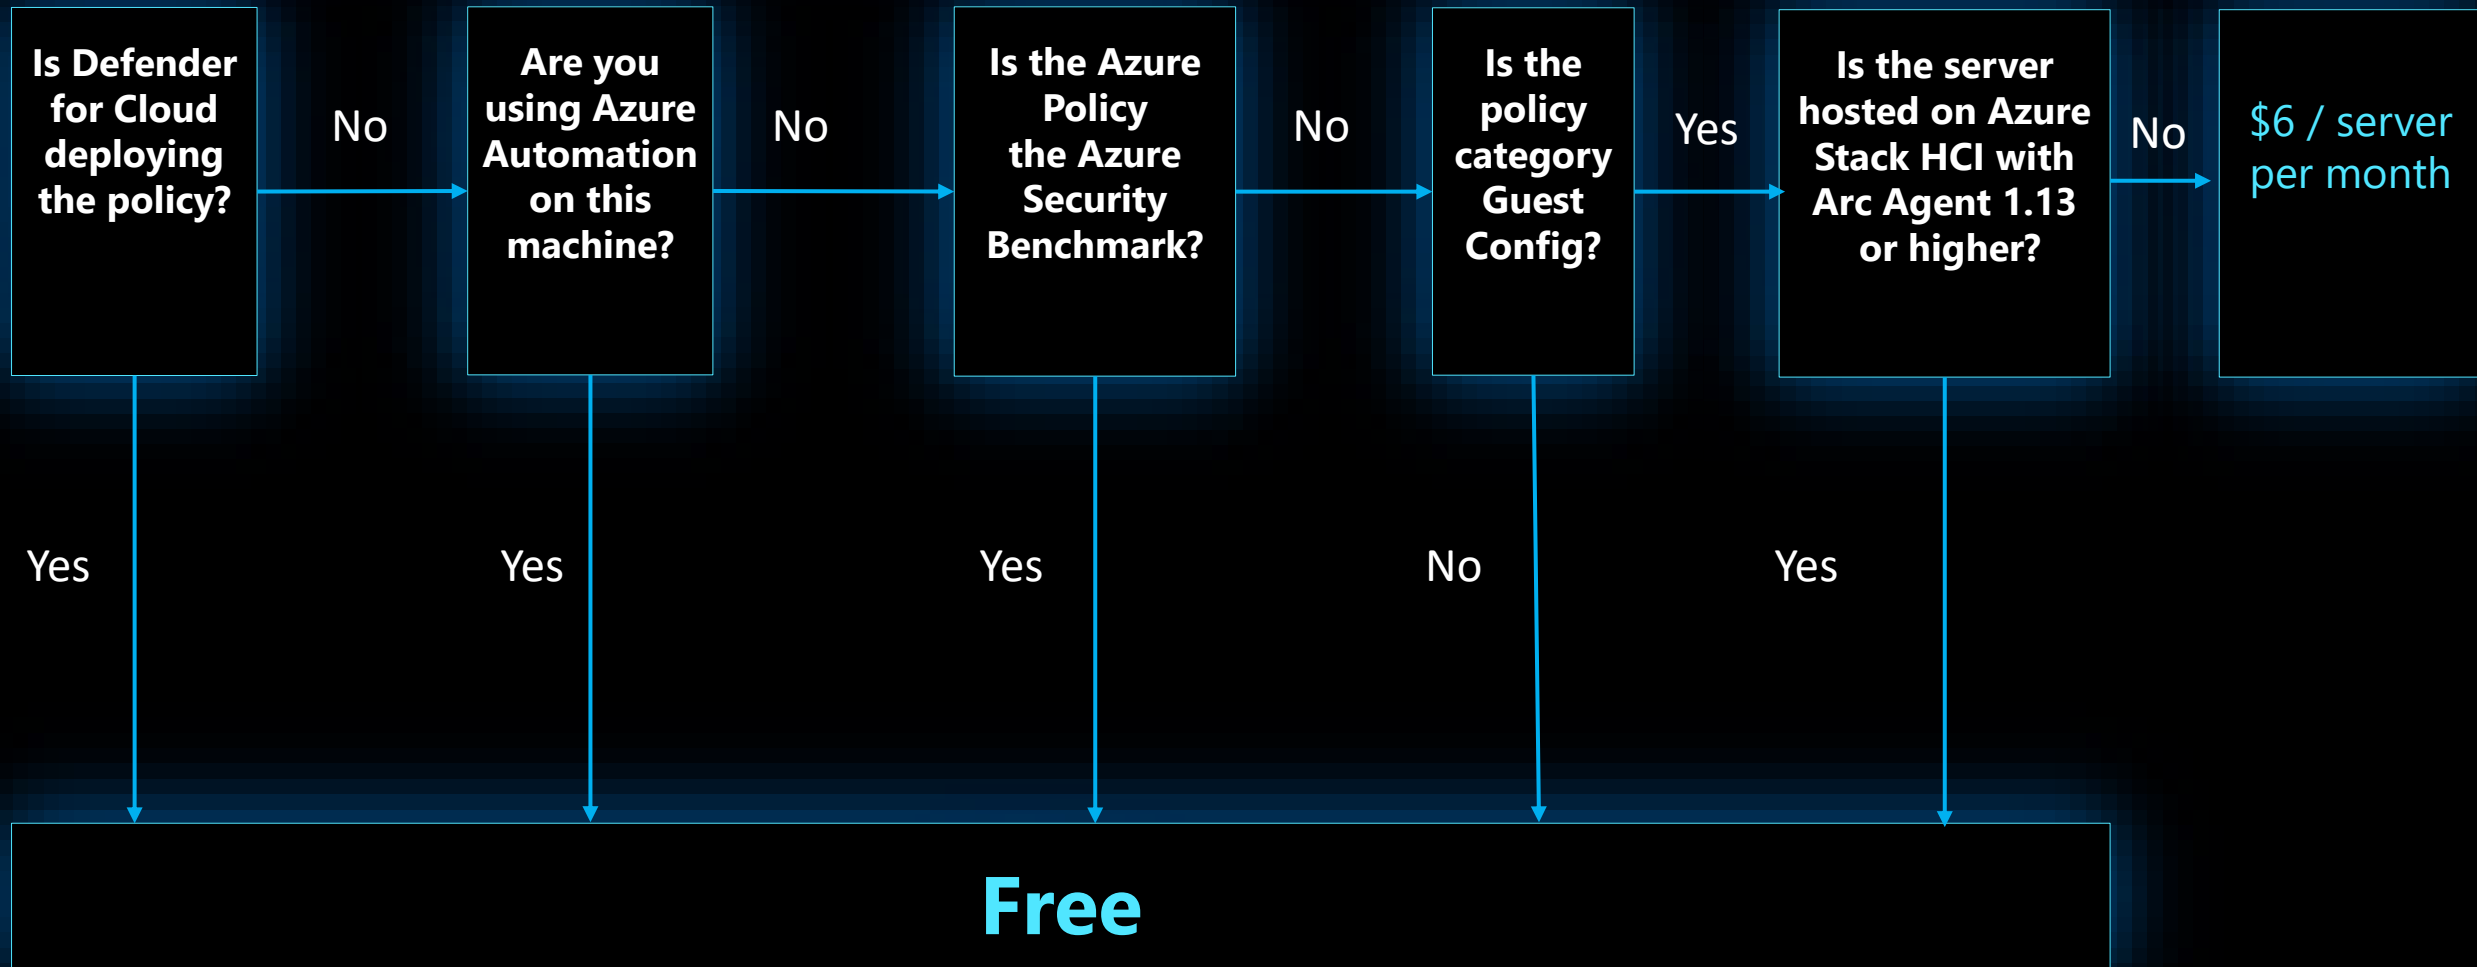 Is Defender
for Cloud
deploying
the policy?
No
Are you
using Azure
Automation
on this
machine?
No
Is the Azure
Policy
the Azure
Security
Benchmark?
No
Is the
policy
category
Guest
Config?
Yes
Is the server
hosted on Azure
Stack HCI with
Arc Agent 1.13
or higher?
No
$6 / server
per month
Yes
Yes
Yes
No
Yes
Free